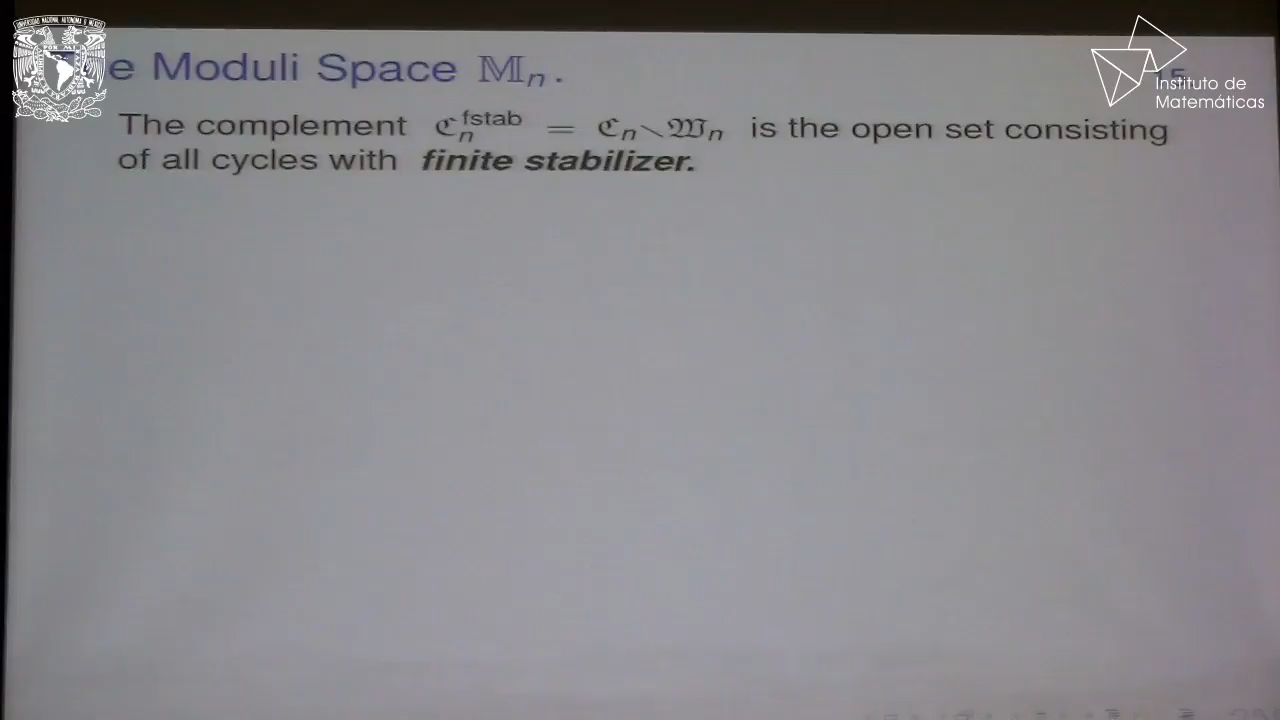 e Moduli Space 𝕄ₙ.
15
Instituto de
Matemáticas
The complement ℭₙ^fstab = ℭₙ∖𝔚ₙ is the open set consisting
of all cycles with finite stabilizer.